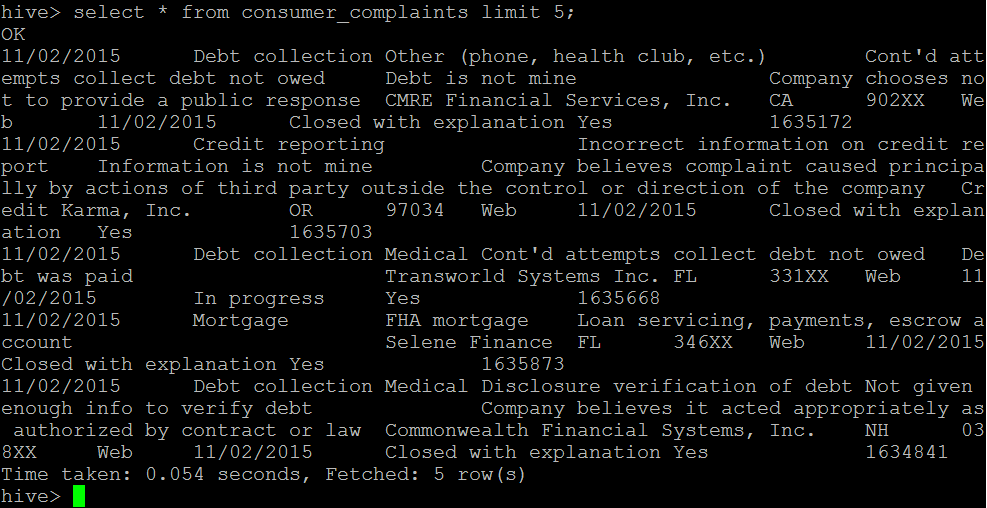 hive> select * from consumer_complaints limit 5;
OK
11/02/2015      Debt collection Other (phone, health club, etc.)        Cont'd att
empts collect debt not owed     Debt is not mine                Company chooses no
t to provide a public response  CMRE Financial Services, Inc.   CA      902XX   We
b       11/02/2015      Closed with explanation Yes             1635172
11/02/2015      Credit reporting                Incorrect information on credit re
port    Information is not mine         Company believes complaint caused principa
lly by actions of third party outside the control or direction of the company   Cr
edit Karma, Inc.        OR      97034   Web     11/02/2015      Closed with explan
ation   Yes             1635703
11/02/2015      Debt collection Medical Cont'd attempts collect debt not owed   De
bt was paid                     Transworld Systems Inc. FL      331XX   Web     11
/02/2015        In progress     Yes             1635668
11/02/2015      Mortgage        FHA mortgage    Loan servicing, payments, escrow a
ccount                          Selene Finance  FL      346XX   Web     11/02/2015
Closed with explanation Yes             1635873
11/02/2015      Debt collection Medical Disclosure verification of debt Not given
enough info to verify debt              Company believes it acted appropriately as
 authorized by contract or law  Commonwealth Financial Systems, Inc.    NH      03
8XX     Web     11/02/2015      Closed with explanation Yes             1634841
Time taken: 0.054 seconds, Fetched: 5 row(s)
hive>